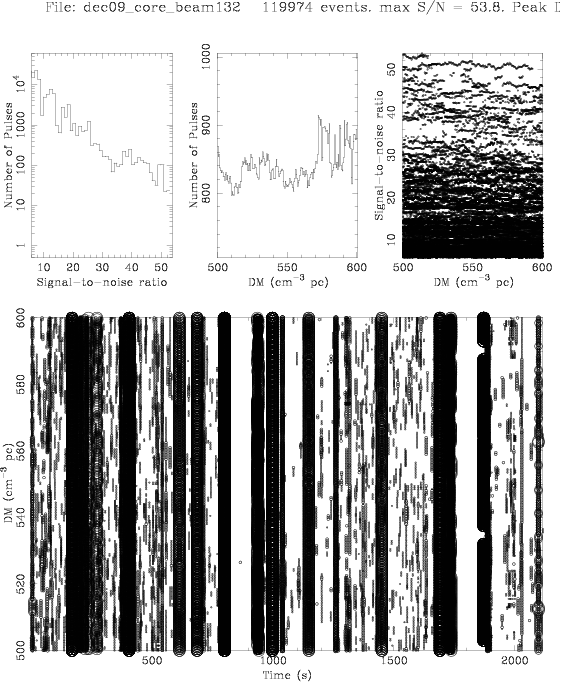 File: dec09_core_beam132 119974 events. max S/N = 53.8. Peak D
Number of Pulses
1
10
100
1000
10⁴
10 20 30 40 50
Signal-to-noise ratio
Number of Pulses
800
900
1000
500 550 600
DM (cm⁻³ pc)
Signal-to-noise ratio
10
20
30
40
50
500 550 600
DM (cm⁻³ pc)
DM (cm⁻³ pc)
500
520
540
560
580
600
500 1000 1500 2000
Time (s)